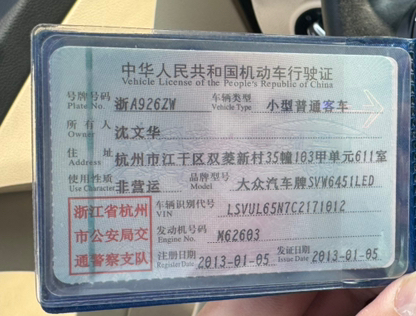 中华人民共和国机动车行驶证
Vehicle License of the People's Republic of China
号牌号码 Plate No. 浙A926ZW 车辆类型 Vehicle Type 小型普通客车
所有人 Owner 沈文华
住址 Address 杭州市江干区双菱新村35幢103甲单元611室
使用性质 Use Character 非营运 品牌型号 Model 大众汽车牌SVW6451LED
浙江省杭州市公安局交通警察支队
车辆识别代号 VIN LSVUL65N7C2171012
发动机号码 Engine No. M62603
注册日期 Register Date 2013-01-05 发证日期 Issue Date 2013-01-05